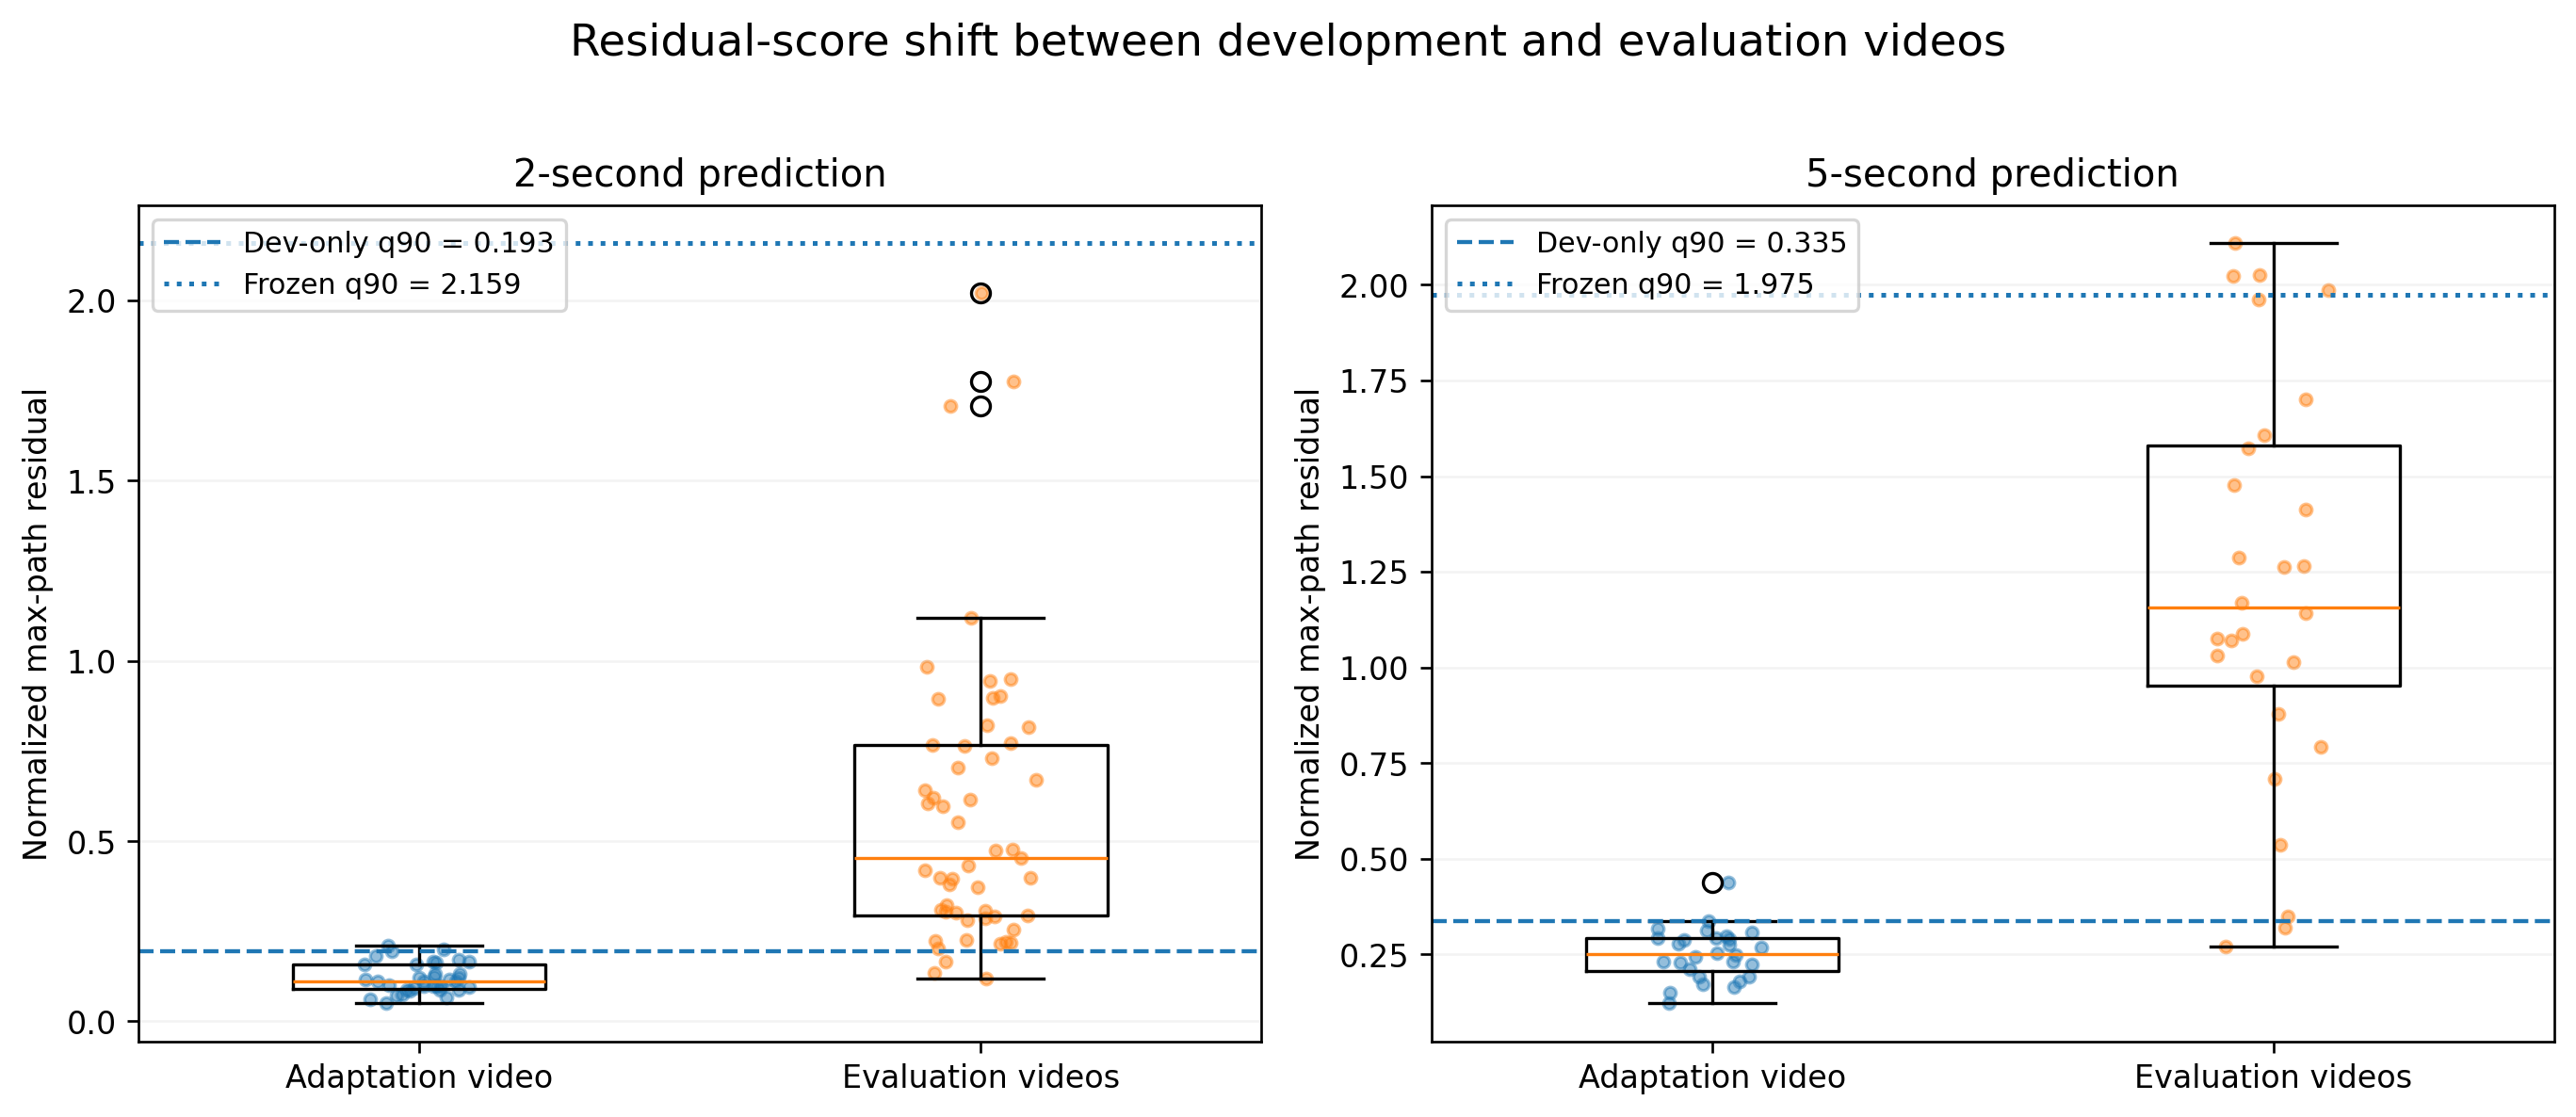 Residual-score shift between development and evaluation videos
2-second prediction
Dev-only q90 = 0.193
Frozen q90 = 2.159
Normalized max-path residual
2.0
1.5
1.0
0.5
0.0
Adaptation video
Evaluation videos
5-second prediction
Dev-only q90 = 0.335
Frozen q90 = 1.975
Normalized max-path residual
2.00
1.75
1.50
1.25
1.00
0.75
0.50
0.25
Adaptation video
Evaluation videos